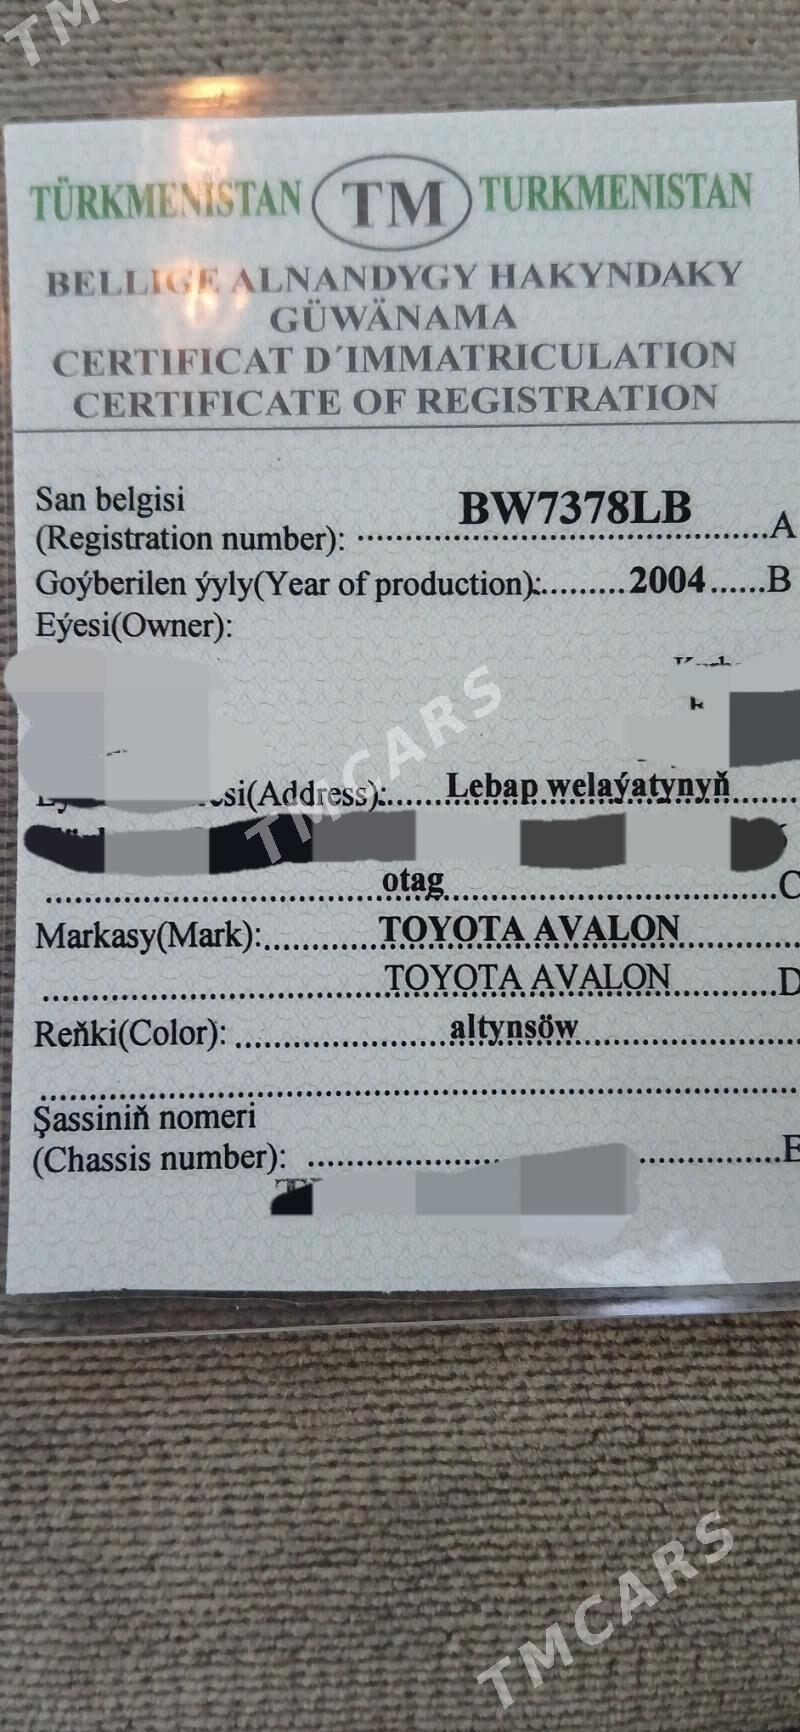 TMCARS
TÜRKMENISTAN TM TURKMENISTAN
BELLIGE ALNANDYGY HAKYNDAKY
GÜWÄNAMA
CERTIFICAT D´IMMATRICULATION
CERTIFICATE OF REGISTRATION
San belgisi
(Registration number): BW7378LB A
Goýberilen ýyly(Year of production): 2004 B
Eýesi(Owner):
(Address): Lebap welaýatynyň
TMCARS
otag C
Markasy(Mark): TOYOTA AVALON
TOYOTA AVALON D
Reňki(Color): altynsöw
Şassiniň nomeri
(Chassis number): E
TMCARS